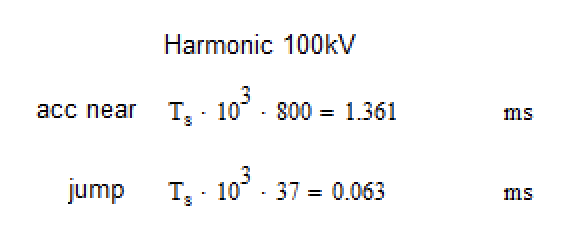 Harmonic 100kV
acc near T_s · 10^3 · 800 = 1.361 ms
jump T_s · 10^3 · 37 = 0.063 ms